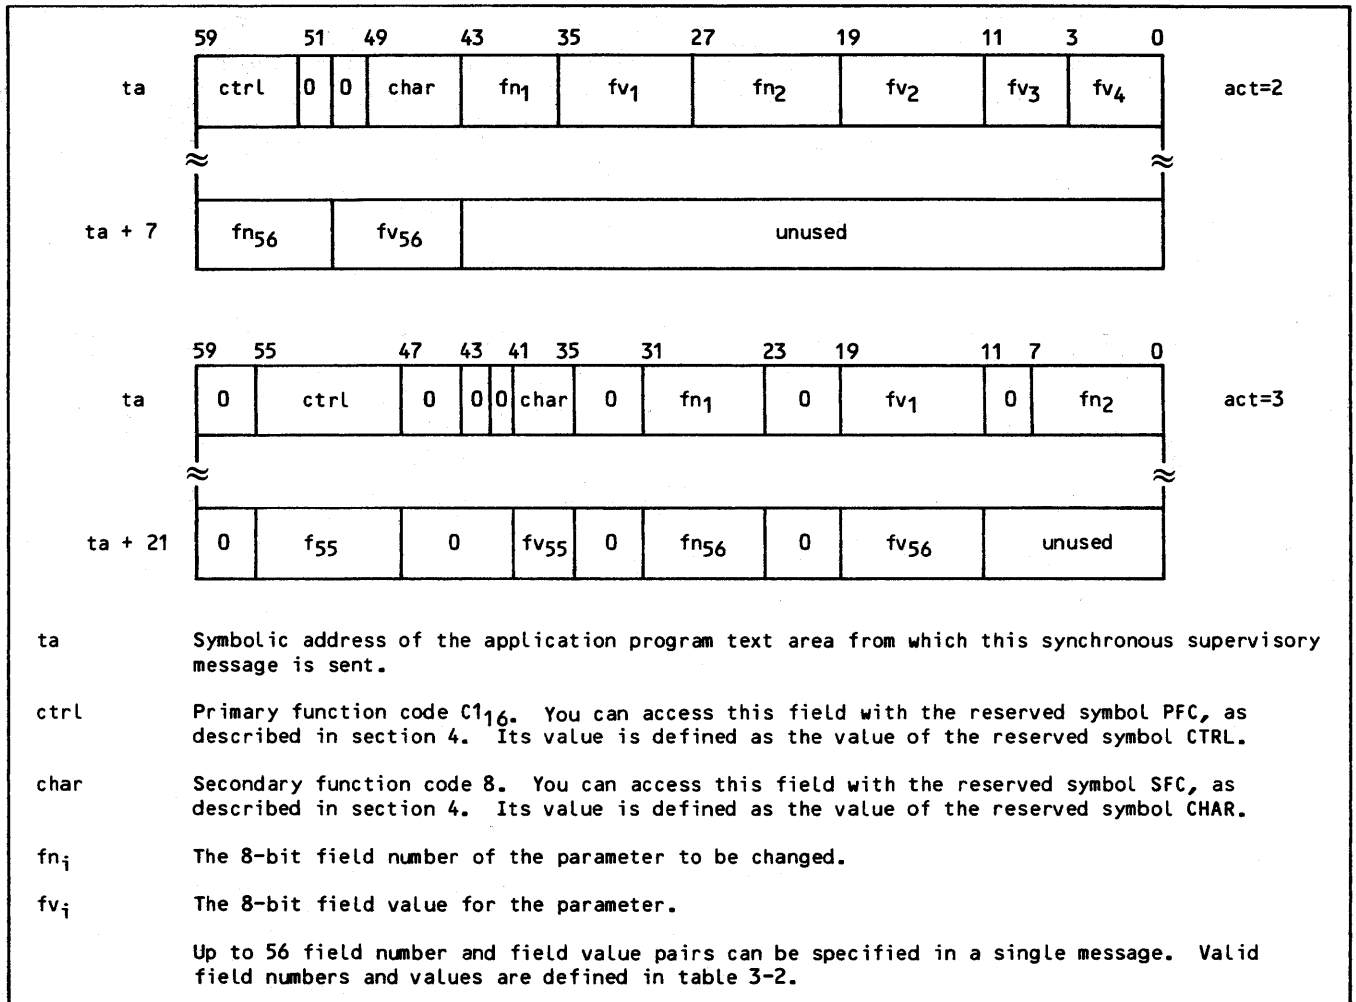 59 51 49 43 35 27 19 11 3 0
ta ctrl 0 0 char fn1 fv1 fn2 fv2 fv3 fv4 act=2
≈ ≈
ta + 7 fn56 fv56 unused
59 55 47 43 41 35 31 23 19 11 7 0
ta 0 ctrl 0 0 0 char 0 fn1 0 fv1 0 fn2 act=3
≈ ≈
ta + 21 0 f55 0 fv55 0 fn56 0 fv56 unused
ta Symbolic address of the application program text area from which this synchronous supervisory
message is sent.
ctrl Primary function code C116. You can access this field with the reserved symbol PFC, as
described in section 4. Its value is defined as the value of the reserved symbol CTRL.
char Secondary function code 8. You can access this field with the reserved symbol SFC, as
described in section 4. Its value is defined as the value of the reserved symbol CHAR.
fni The 8-bit field number of the parameter to be changed.
fvi The 8-bit field value for the parameter.
Up to 56 field number and field value pairs can be specified in a single message. Valid
field numbers and values are defined in table 3-2.